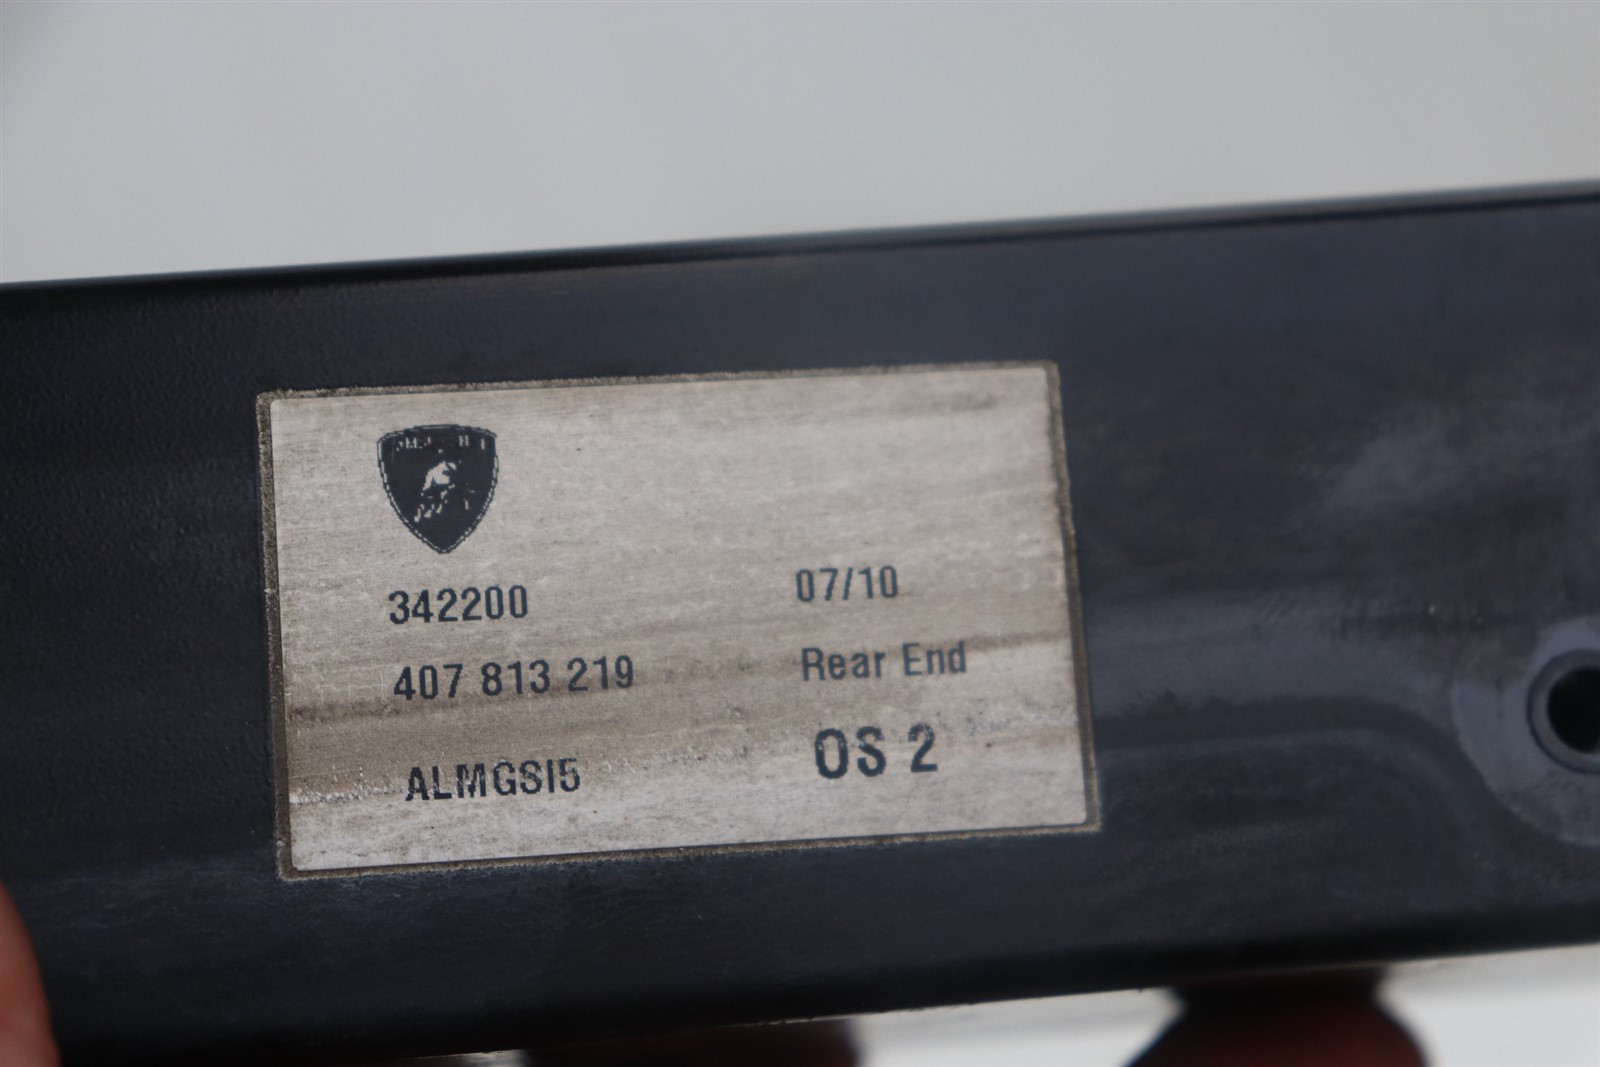 342200
07/10
407 813 219
Rear End
ALMGSI5
OS 2